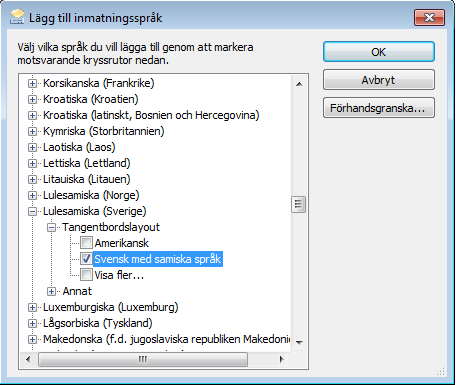 Lägg till inmatningsspråk
Välj vilka språk du vill lägga till genom att markera
motsvarande kryssrutor nedan.
OK
Avbryt
Förhandsgranska...
Korsikanska (Frankrike)
Kroatiska (Kroatien)
Kroatiska (latinskt, Bosnien och Hercegovina)
Kymriska (Storbritannien)
Laotiska (Laos)
Lettiska (Lettland)
Litauiska (Litauen)
Lulesamiska (Norge)
Lulesamiska (Sverige)
Tangentbordslayout
Amerikansk
Svensk med samiska språk
Visa fler...
Annat
Luxemburgiska (Luxemburg)
Lågsorbiska (Tyskland)
Makedonska (f.d. jugoslaviska republiken Makedonie